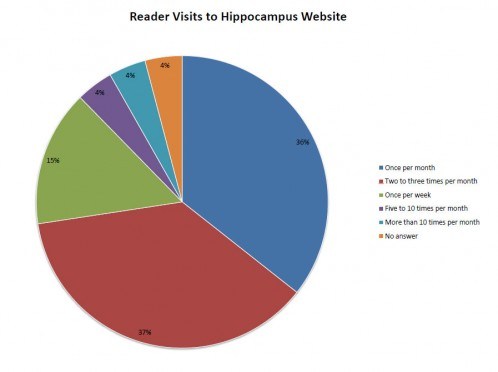 Reader Visits to Hippocampus Website
4%
4%
4%
36%
15%
37%
Once per month
Two to three times per month
Once per week
Five to 10 times per month
More than 10 times per month
No answer